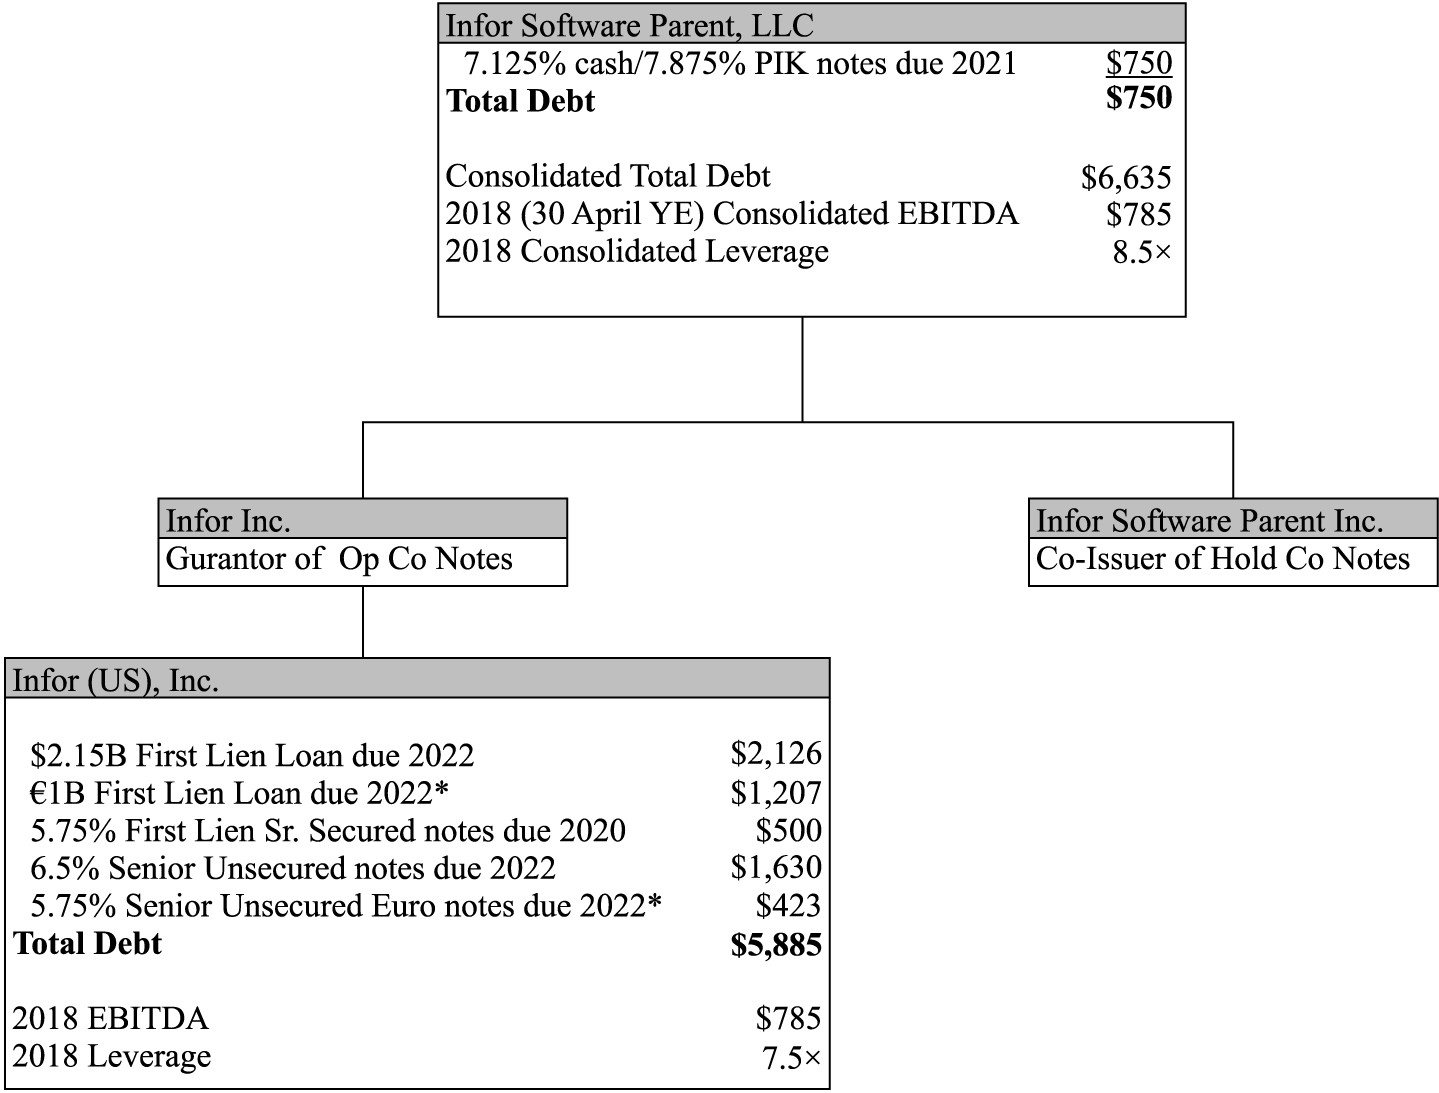 Infor Software Parent, LLC
7.125% cash/7.875% PIK notes due 2021 $750
Total Debt $750
Consolidated Total Debt $6,635
2018 (30 April YE) Consolidated EBITDA $785
2018 Consolidated Leverage 8.5×
Infor Inc.
Gurantor of Op Co Notes
Infor Software Parent Inc.
Co-Issuer of Hold Co Notes
Infor (US), Inc.
$2.15B First Lien Loan due 2022 $2,126
€1B First Lien Loan due 2022* $1,207
5.75% First Lien Sr. Secured notes due 2020 $500
6.5% Senior Unsecured notes due 2022 $1,630
5.75% Senior Unsecured Euro notes due 2022* $423
Total Debt $5,885
2018 EBITDA $785
2018 Leverage 7.5×